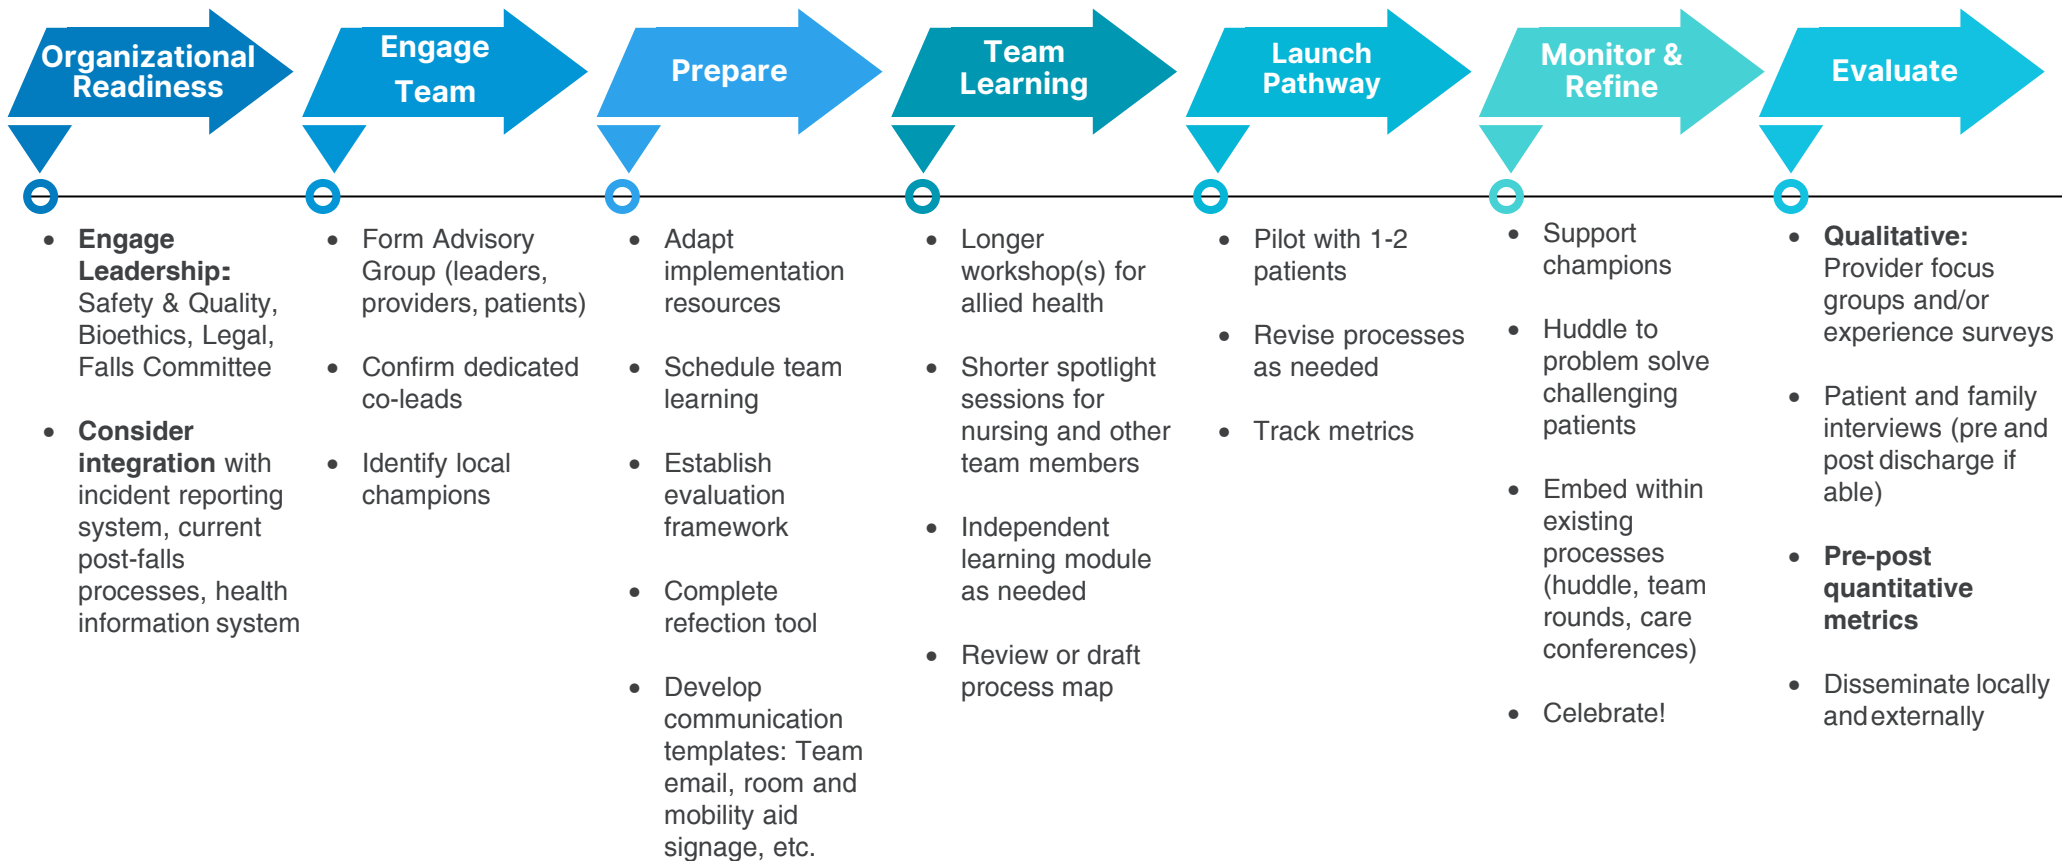 Organizational
Readiness
Engage
Team
Prepare
Team
Learning
Launch
Pathway
Monitor &
Refine
Evaluate
• Engage
Leadership:
Safety & Quality,
Bioethics, Legal,
Falls Committee
• Consider
integration with
incident reporting
system, current
post-falls
processes, health
information system
• Form Advisory
Group (leaders,
providers, patients)
• Confirm dedicated
co-leads
• Identify local
champions
• Adapt
implementation
resources
• Schedule team
learning
• Establish
evaluation
framework
• Complete
refection tool
• Develop
communication
templates: Team
email, room and
mobility aid
signage, etc.
• Longer
workshop(s) for
allied health
• Shorter spotlight
sessions for
nursing and other
team members
• Independent
learning module
as needed
• Review or draft
process map
• Pilot with 1-2
patients
• Revise processes
as needed
• Track metrics
• Support
champions
• Huddle to
problem solve
challenging
patients
• Embed within
existing
processes
(huddle, team
rounds, care
conferences)
• Celebrate!
• Qualitative:
Provider focus
groups and/or
experience surveys
• Patient and family
interviews (pre and
post discharge if
able)
• Pre-post
quantitative
metrics
• Disseminate locally
and externally